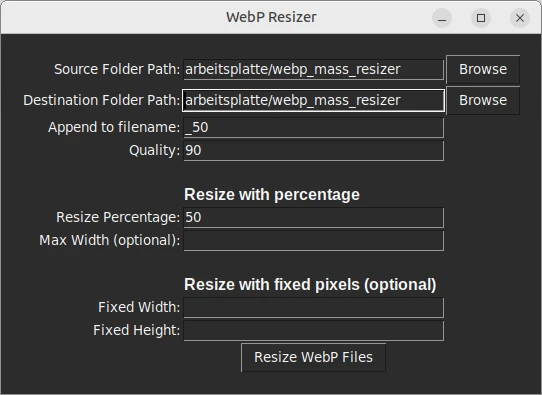 WebP Resizer
Source Folder Path: arbeitsplatte/webp_mass_resizer Browse
Destination Folder Path: arbeitsplatte/webp_mass_resizer Browse
Append to filename: _50
Quality: 90
Resize with percentage
Resize Percentage: 50
Max Width (optional):
Resize with fixed pixels (optional)
Fixed Width:
Fixed Height:
Resize WebP Files